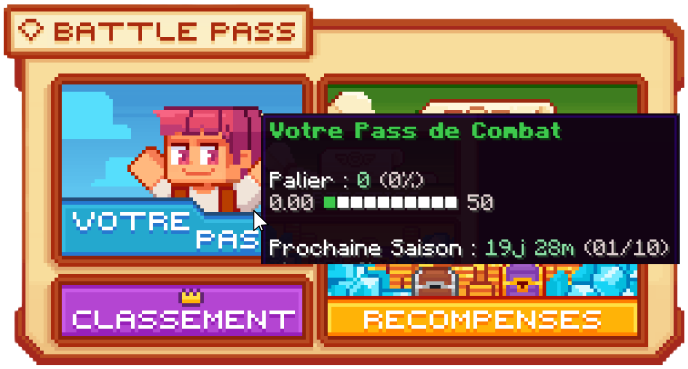 BATTLE PASS
Votre Pass de Combat
Palier : 0 (0%)
0.00 50
Prochaine Saison : 19j 28m (01/10)
VOTRE
PAS
CLASSEMENT
RECOMPENSES